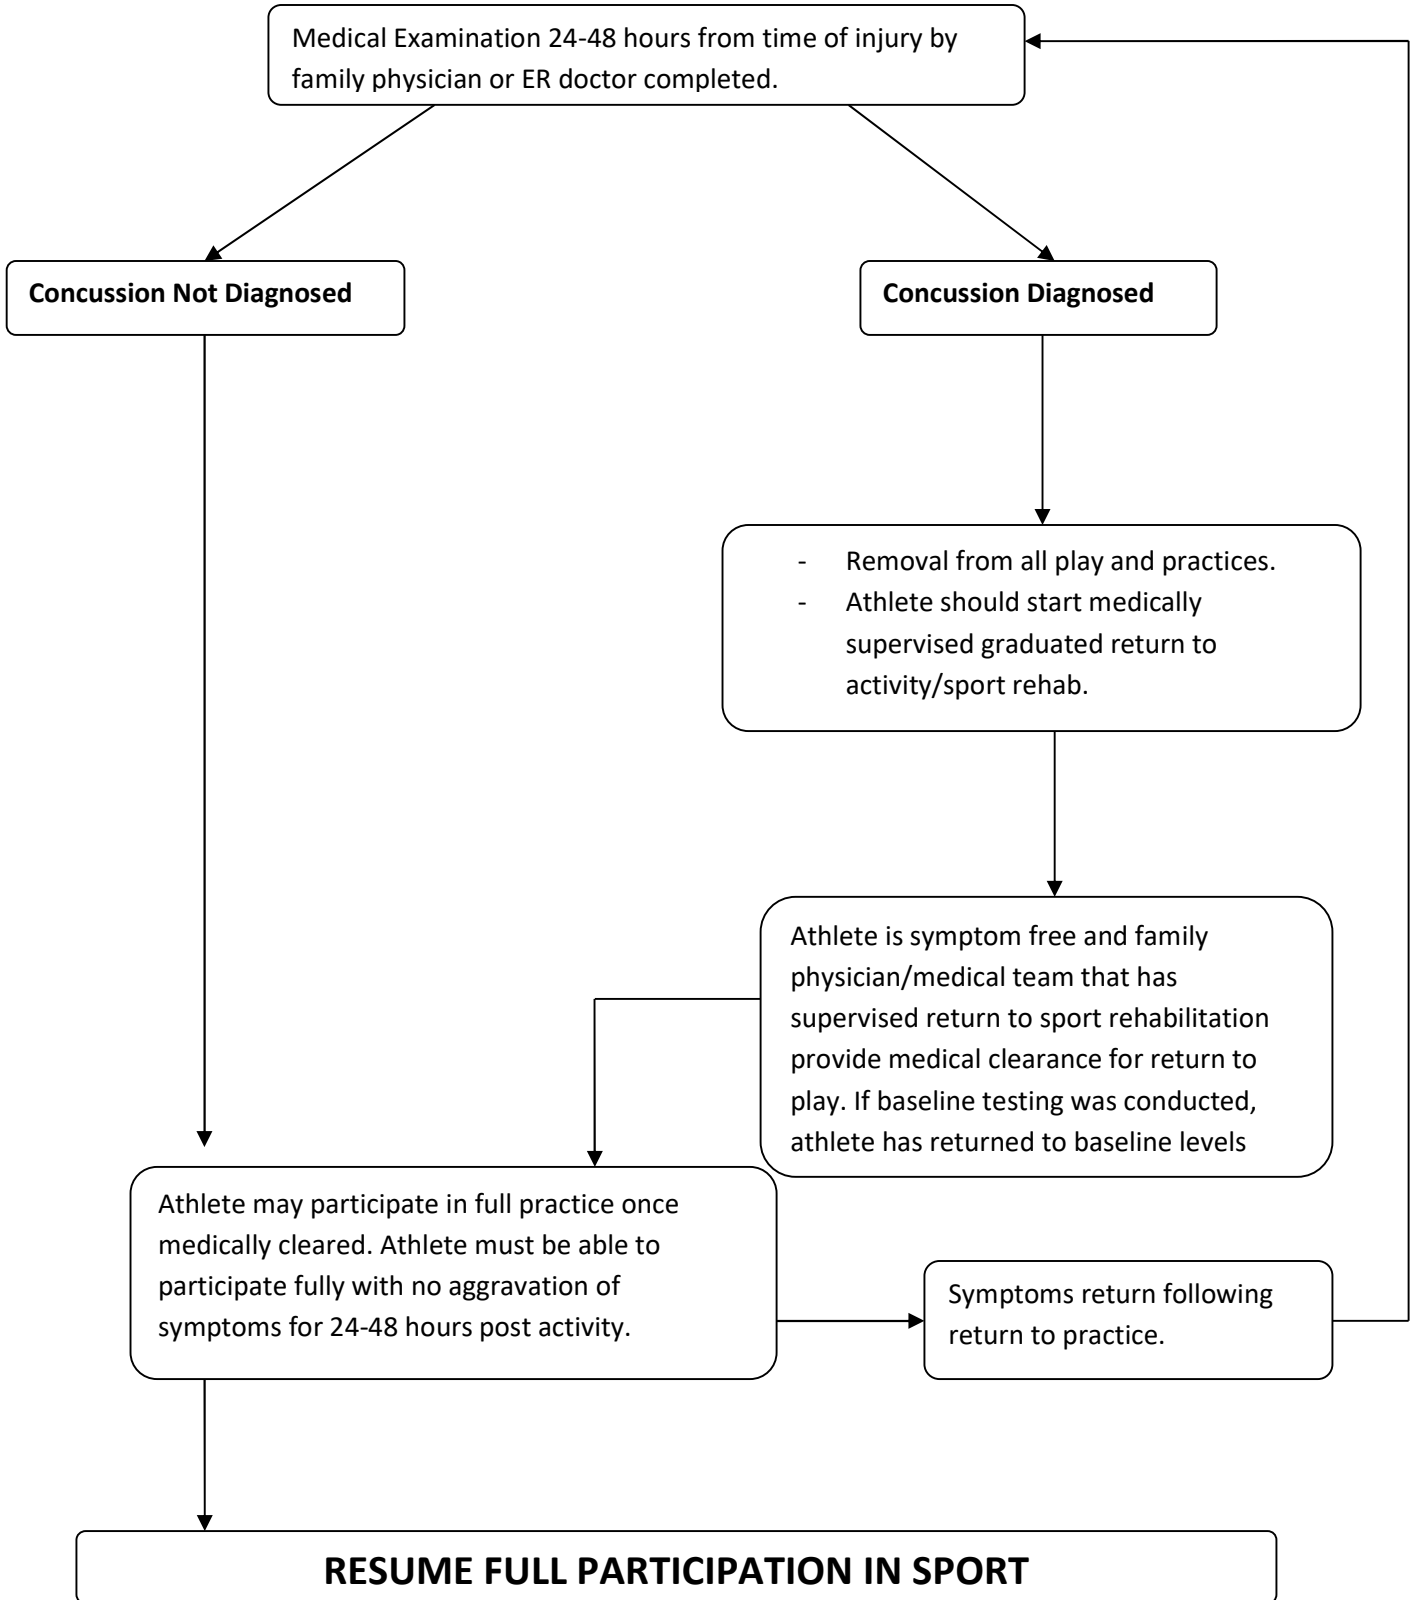 Medical Examination 24-48 hours from time of injury by
family physician or ER doctor completed.
Concussion Not Diagnosed
Concussion Diagnosed
- Removal from all play and practices.
- Athlete should start medically
supervised graduated return to
activity/sport rehab.
Athlete is symptom free and family
physician/medical team that has
supervised return to sport rehabilitation
provide medical clearance for return to
play. If baseline testing was conducted,
athlete has returned to baseline levels
Athlete may participate in full practice once
medically cleared. Athlete must be able to
participate fully with no aggravation of
symptoms for 24-48 hours post activity.
Symptoms return following
return to practice.
RESUME FULL PARTICIPATION IN SPORT